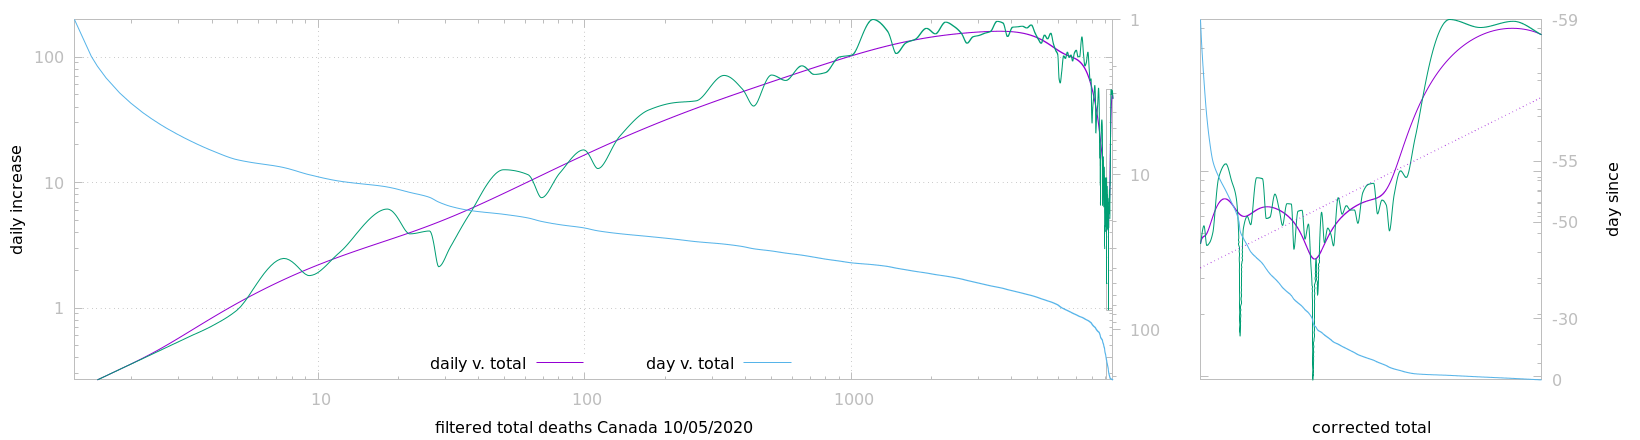 daily increase
100
10
1
10
100
1000
1
10
100
daily v. total
day v. total
filtered total deaths Canada 10/05/2020
-59
-55
-50
-30
0
day since
corrected total